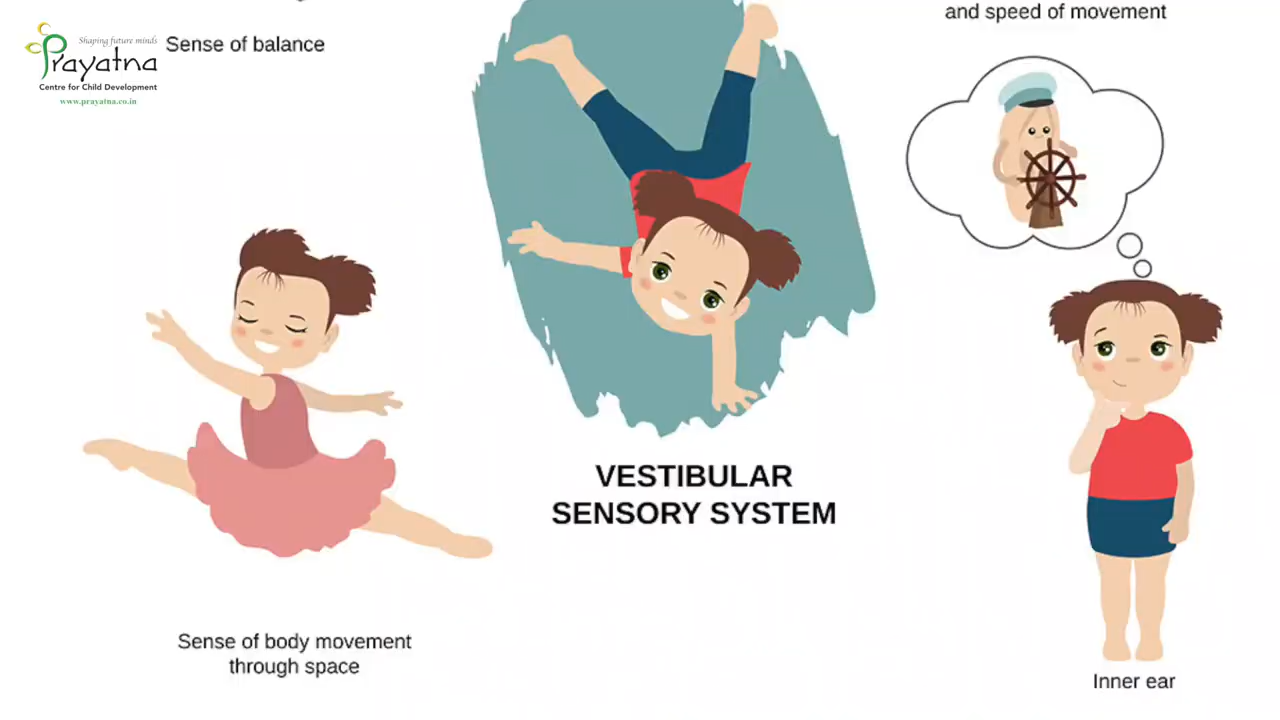 and speed of movement
Shaping future minds
Prayatna
Centre for Child Development
www.prayatna.co.in
Sense of balance
VESTIBULAR
SENSORY SYSTEM
Sense of body movement
through space
Inner ear